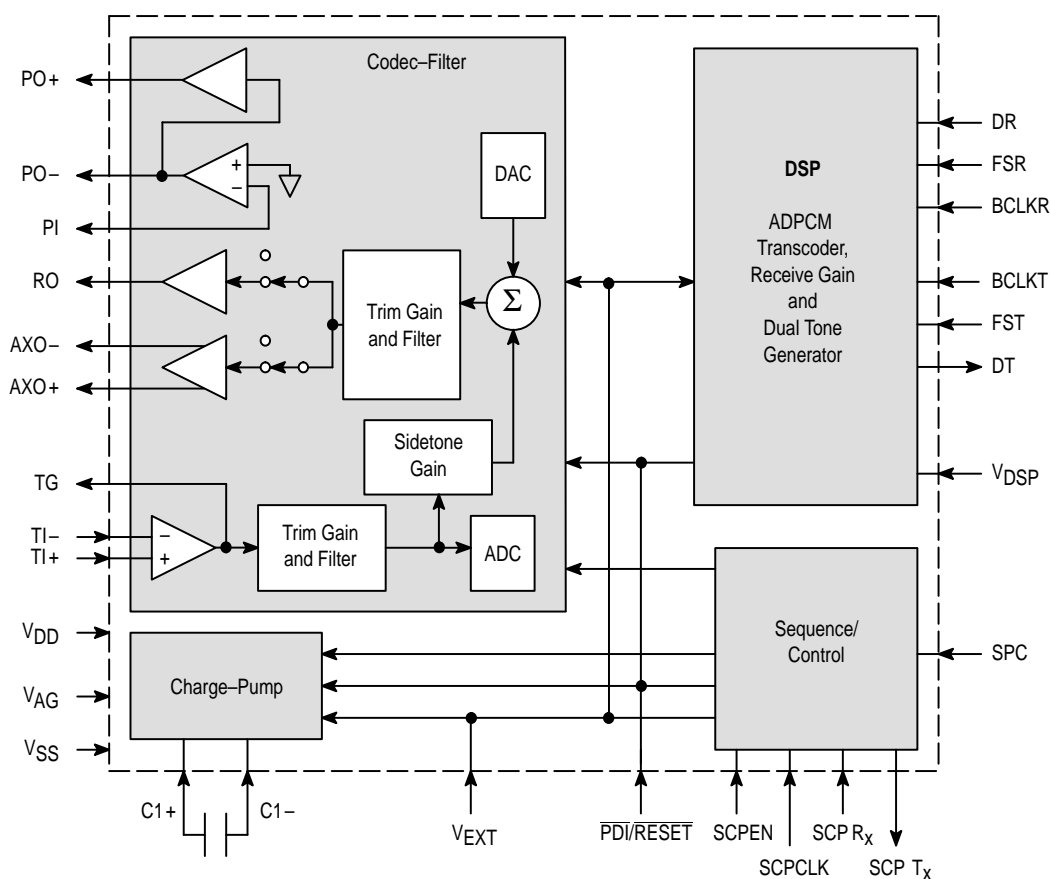 Codec–Filter
PO+
PO–
PI
RO
AXO–
AXO+
TG
TI–
TI+
+
–
DAC
Σ
Trim Gain
and Filter
Sidetone
Gain
–
+
Trim Gain
and Filter
ADC
DSP
ADPCM
Transcoder,
Receive Gain
and
Dual Tone
Generator
DR
FSR
BCLKR
BCLKT
FST
DT
VDSP
VDD
VAG
VSS
Charge–Pump
Sequence/
Control
SPC
C1+
C1–
VEXT
PDI/RESET
SCPEN
SCPCLK
SCP RX
SCP TX